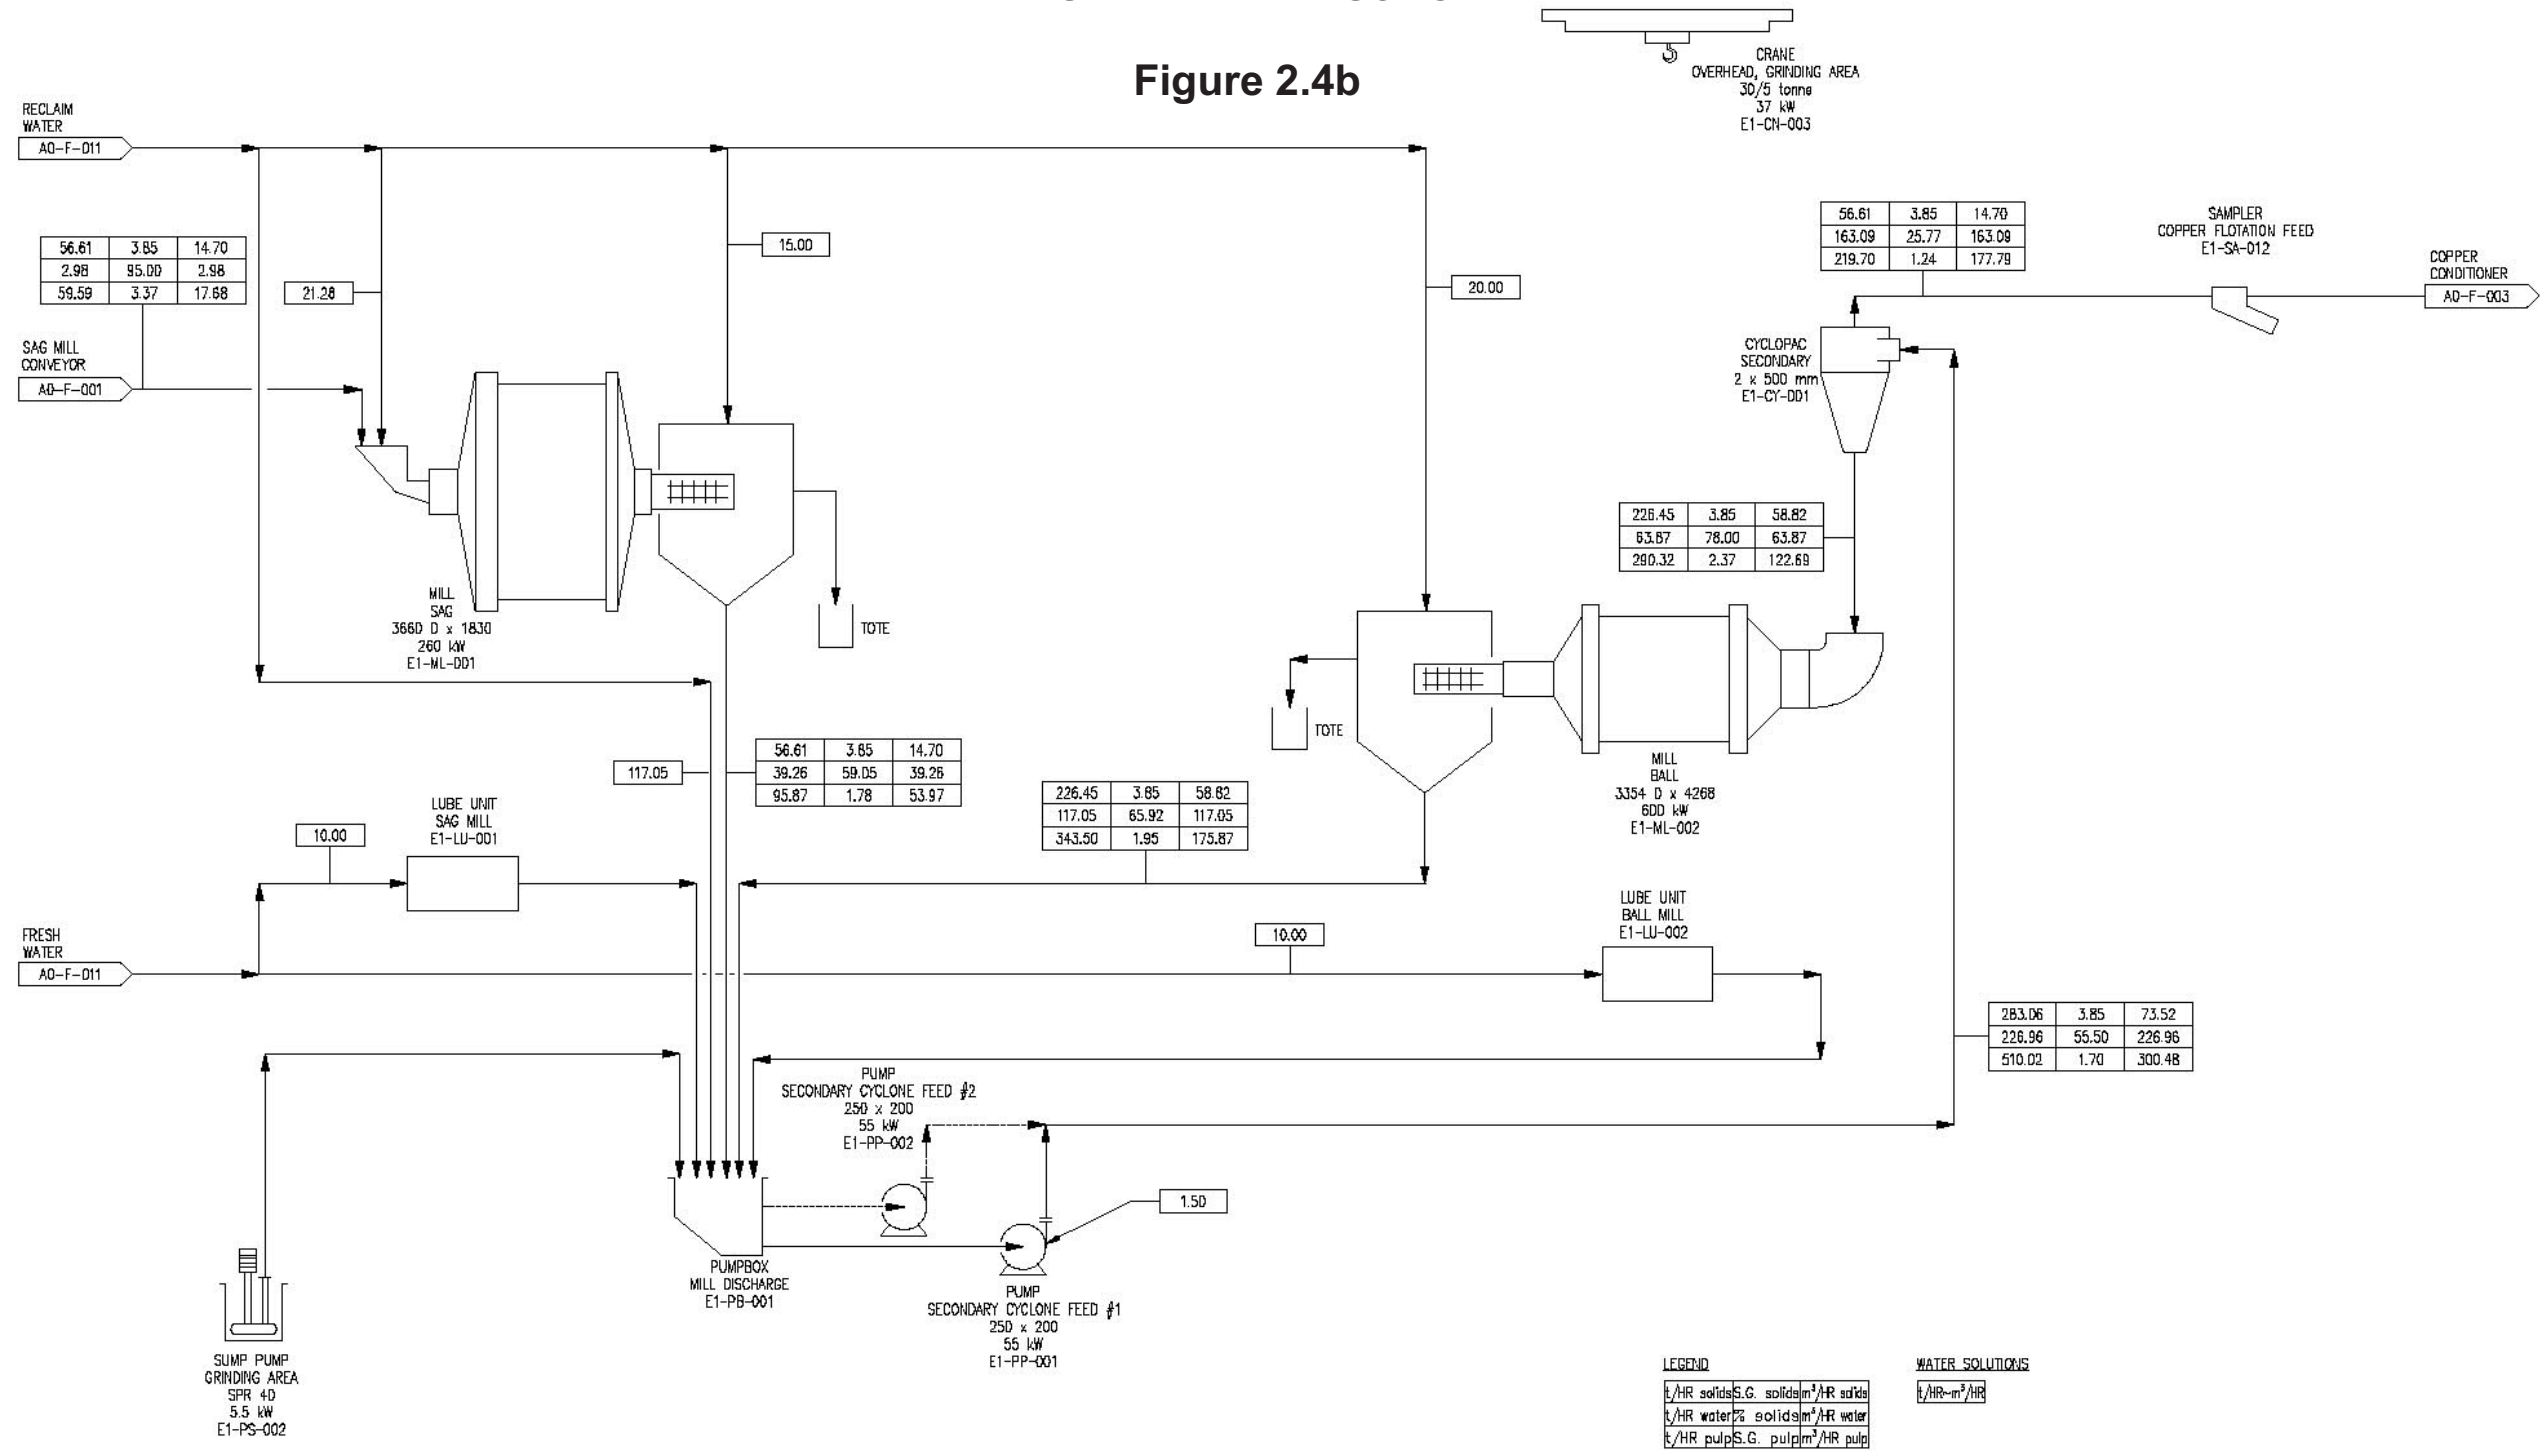 Figure 2.4b
CRANE
OVERHEAD, GRINDING AREA
30/5 tonne
37 kW
E1-CN-003
RECLAIM
WATER
A0-F-011
56.61 3.85 14.70
2.98 95.00 2.98
59.59 3.37 17.68
21.28
15.00
20.00
SAG MILL
CONVEYOR
A0-F-001
56.61 3.85 14.70
163.09 25.77 163.09
219.70 1.24 177.79
SAMPLER
COPPER FLOTATION FEED
E1-SA-012
COPPER
CONDITIONER
A0-F-003
CYCLOPAC
SECONDARY
2 x 500 mm
E1-CY-001
226.45 3.85 58.82
63.87 78.00 63.87
290.32 2.37 122.69
MILL
SAG
3660 D x 1830
260 kW
E1-ML-001
TOTE
TOTE
MILL
BALL
3354 D x 4268
600 kW
E1-ML-002
117.05
56.61 3.85 14.70
39.26 59.05 39.26
95.87 1.78 53.97
226.45 3.85 58.82
117.05 65.92 117.05
343.50 1.95 175.87
10.00
LUBE UNIT
SAG MILL
E1-LU-001
FRESH
WATER
A0-F-011
10.00
LUBE UNIT
BALL MILL
E1-LU-002
283.06 3.85 73.52
226.96 55.50 226.96
510.02 1.70 300.48
PUMP
SECONDARY CYCLONE FEED #2
250 x 200
55 kW
E1-PP-002
1.50
PUMPBOX
MILL DISCHARGE
E1-PB-001
PUMP
SECONDARY CYCLONE FEED #1
250 x 200
55 kW
E1-PP-001
SUMP PUMP
GRINDING AREA
SPR 40
5.5 kW
E1-PS-002
LEGEND
t/HR solids S.G. solids m³/HR solids
t/HR water % solids m³/HR water
t/HR pulp S.G. pulp m³/HR pulp
WATER SOLUTIONS
t/HR~m³/HR